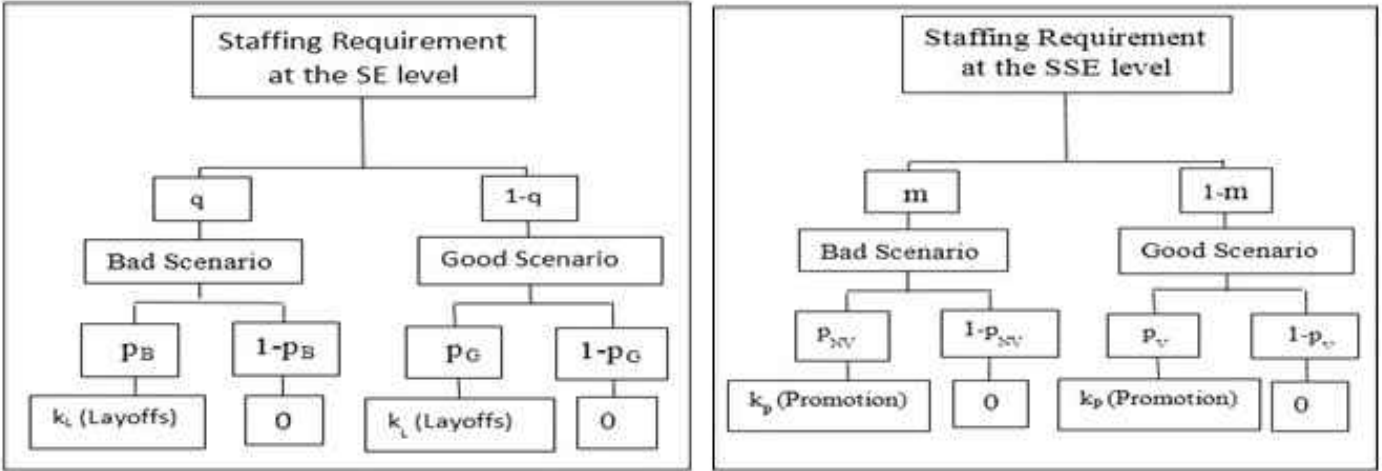 Staffing Requirement
at the SE level
q
1-q
Bad Scenario
Good Scenario
pB
1-pB
pG
1-pG
kL (Layoffs)
0
kL (Layoffs)
0
Staffing Requirement
at the SSE level
m
1-m
Bad Scenario
Good Scenario
pNV
1-pNV
pV
1-pV
kp (Promotion)
0
kp (Promotion)
0